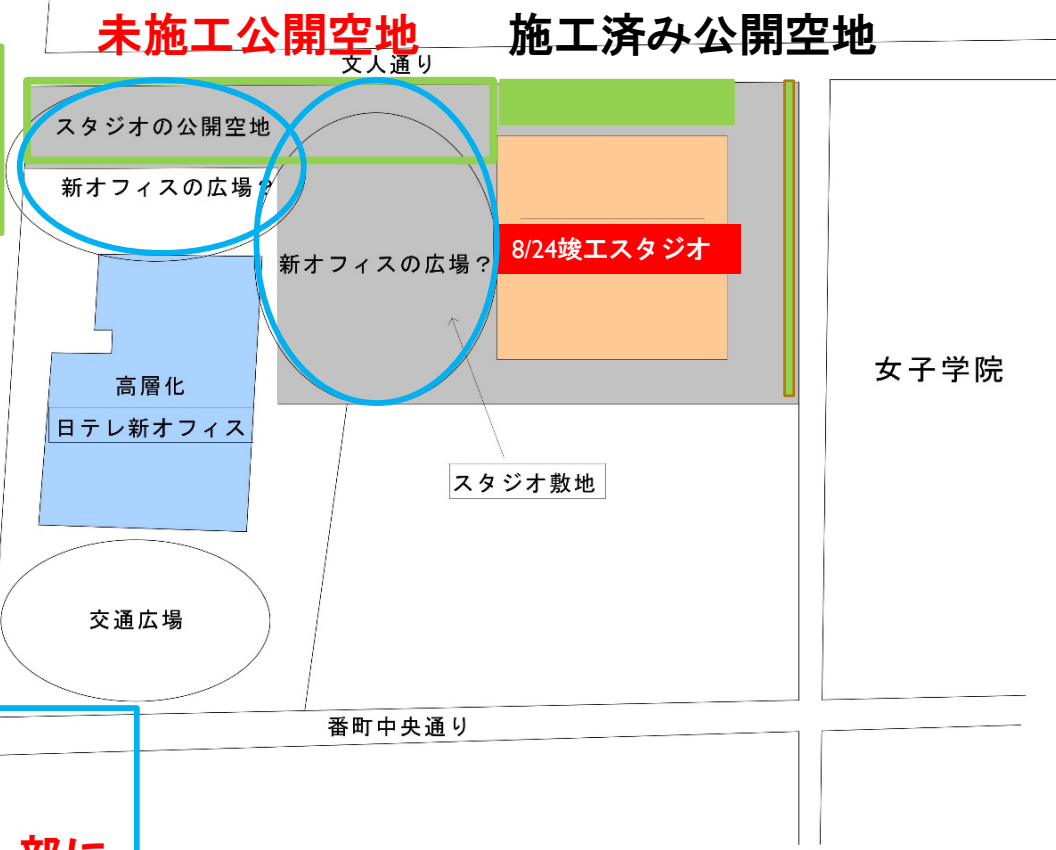 未施工公開空地 施工済み公開空地
文人通り
スタジオの公開空地
新オフィスの広場?
新オフィスの広場?
8/24竣工スタジオ
女子学院
高層化
日テレ新オフィス
スタジオ敷地
交通広場
番町中央通り
部に